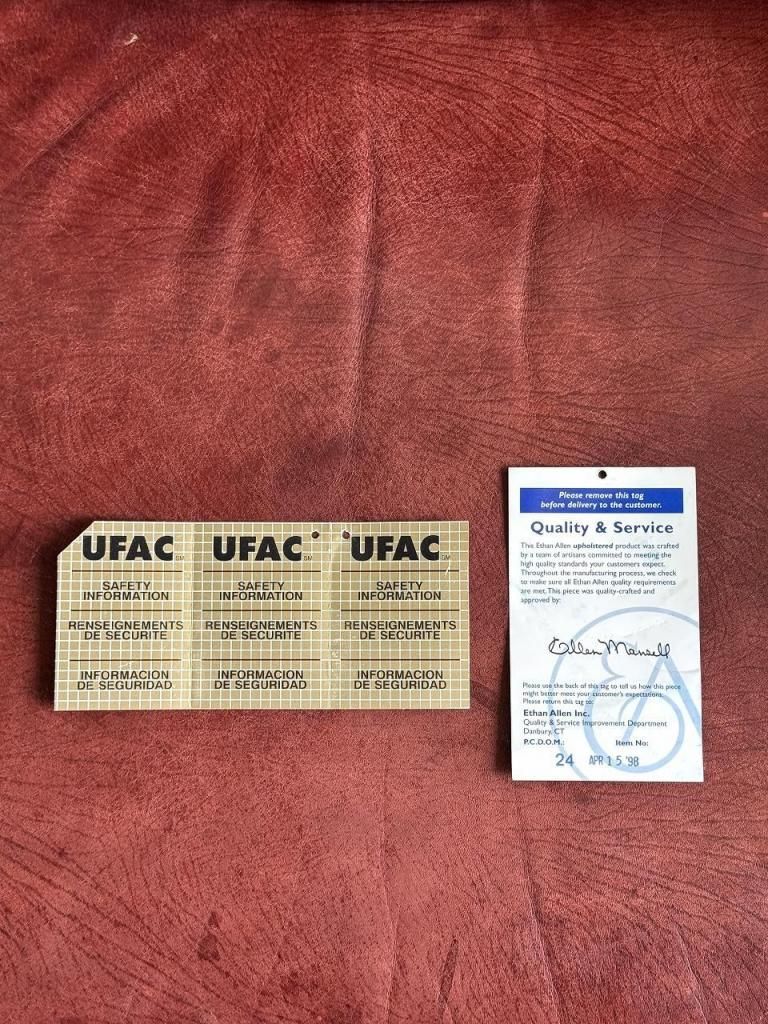 UFAC SM
SAFETY
INFORMATION
RENSEIGNEMENTS
DE SECURITE
INFORMACION
DE SEGURIDAD
UFAC SM
SAFETY
INFORMATION
RENSEIGNEMENTS
DE SECURITE
INFORMACION
DE SEGURIDAD
UFAC SM
SAFETY
INFORMATION
RENSEIGNEMENTS
DE SECURITE
INFORMACION
DE SEGURIDAD
Please remove this tag
before delivery to the customer.
Quality & Service
This Ethan Allen upholstered product was crafted
by a team of artisans committed to meeting the
high quality standards your customers expect.
Throughout the manufacturing process, we check
to make sure all Ethan Allen quality requirements
are met. This piece was quality-crafted and
approved by:
Ellen Mansell
Please use the back of this tag to tell us how this piece
might better meet your customer's expectations.
Please return this tag to:
Ethan Allen Inc.
Quality & Service Improvement Department
Danbury, CT
P.C.D.O.M.: Item No:
24 APR 15 '98